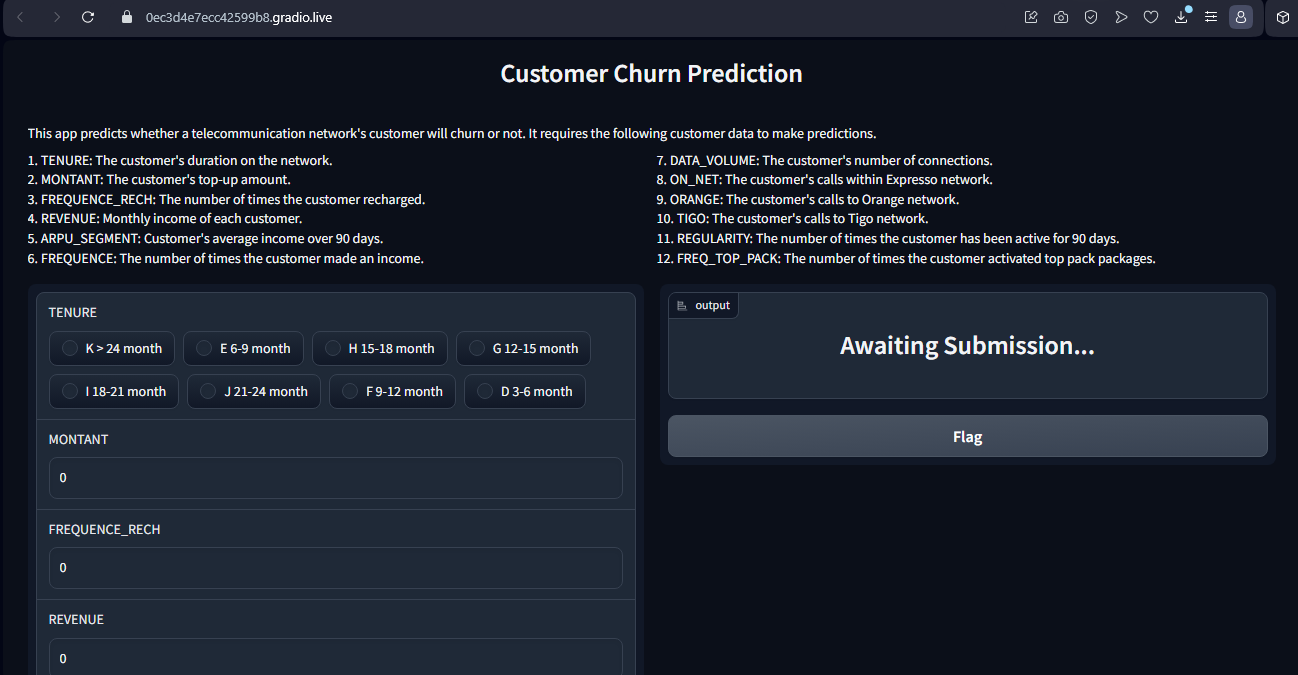 0ec3d4e7ecc42599b8.gradio.live
Customer Churn Prediction
This app predicts whether a telecommunication network's customer will churn or not. It requires the following customer data to make predictions.
1. TENURE: The customer's duration on the network.
2. MONTANT: The customer's top-up amount.
3. FREQUENCE_RECH: The number of times the customer recharged.
4. REVENUE: Monthly income of each customer.
5. ARPU_SEGMENT: Customer's average income over 90 days.
6. FREQUENCE: The number of times the customer made an income.
7. DATA_VOLUME: The customer's number of connections.
8. ON_NET: The customer's calls within Expresso network.
9. ORANGE: The customer's calls to Orange network.
10. TIGO: The customer's calls to Tigo network.
11. REGULARITY: The number of times the customer has been active for 90 days.
12. FREQ_TOP_PACK: The number of times the customer activated top pack packages.
TENURE
K > 24 month E 6-9 month H 15-18 month G 12-15 month
I 18-21 month J 21-24 month F 9-12 month D 3-6 month
MONTANT
0
FREQUENCE_RECH
0
REVENUE
0
output
Awaiting Submission...
Flag